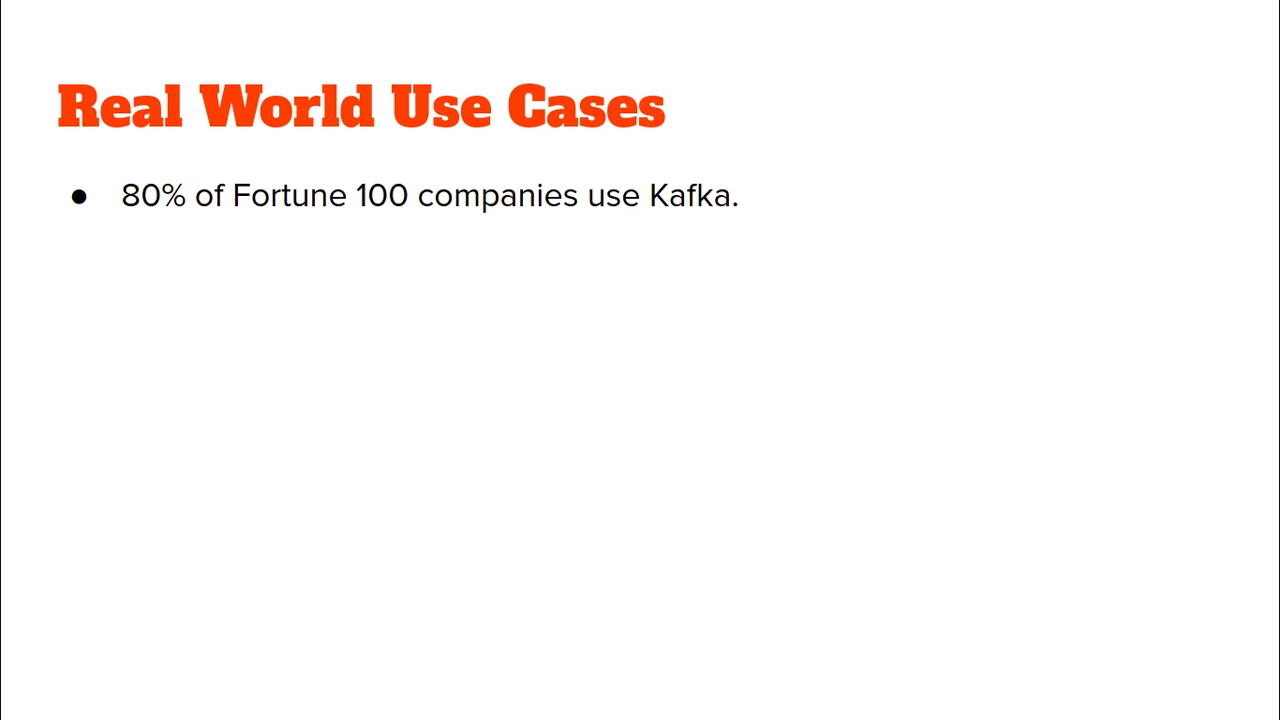 Real World Use Cases
● 80% of Fortune 100 companies use Kafka.